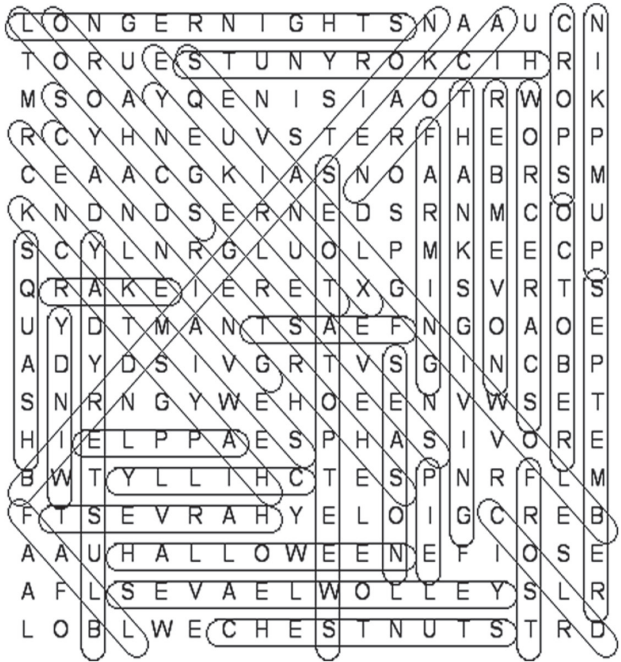 L O N G E R N I G H T S N A A U C N
T O R U E S T U N Y R O K C I H R I
M S O A Y Q E N I S I A O T R W O K
R C Y H N E U V S T E R F H E O P P
C E A A C G K I A S N O A A B R S M
K N D N D S E R N E D S R N M C O U
S C Y L N R G L U O L P M K E E C P
Q R A K E I E R E T X G I S V R T S
U Y D T M A N T S A E F N G O A O E
A D Y D S I V G R T V S G I N C B P
S N R N G Y W E H O E E N V W S E T
H I E L P P A E S P H A S I V O R E
B W T Y L L I H C T E S P N R F L M
F T S E V R A H Y E L O I G C R E B
A A U H A L L O W E E N E F I O S E
A F L S E V A E L W O L L E Y S L R
L O B L W E C H E S T N U T S T R D